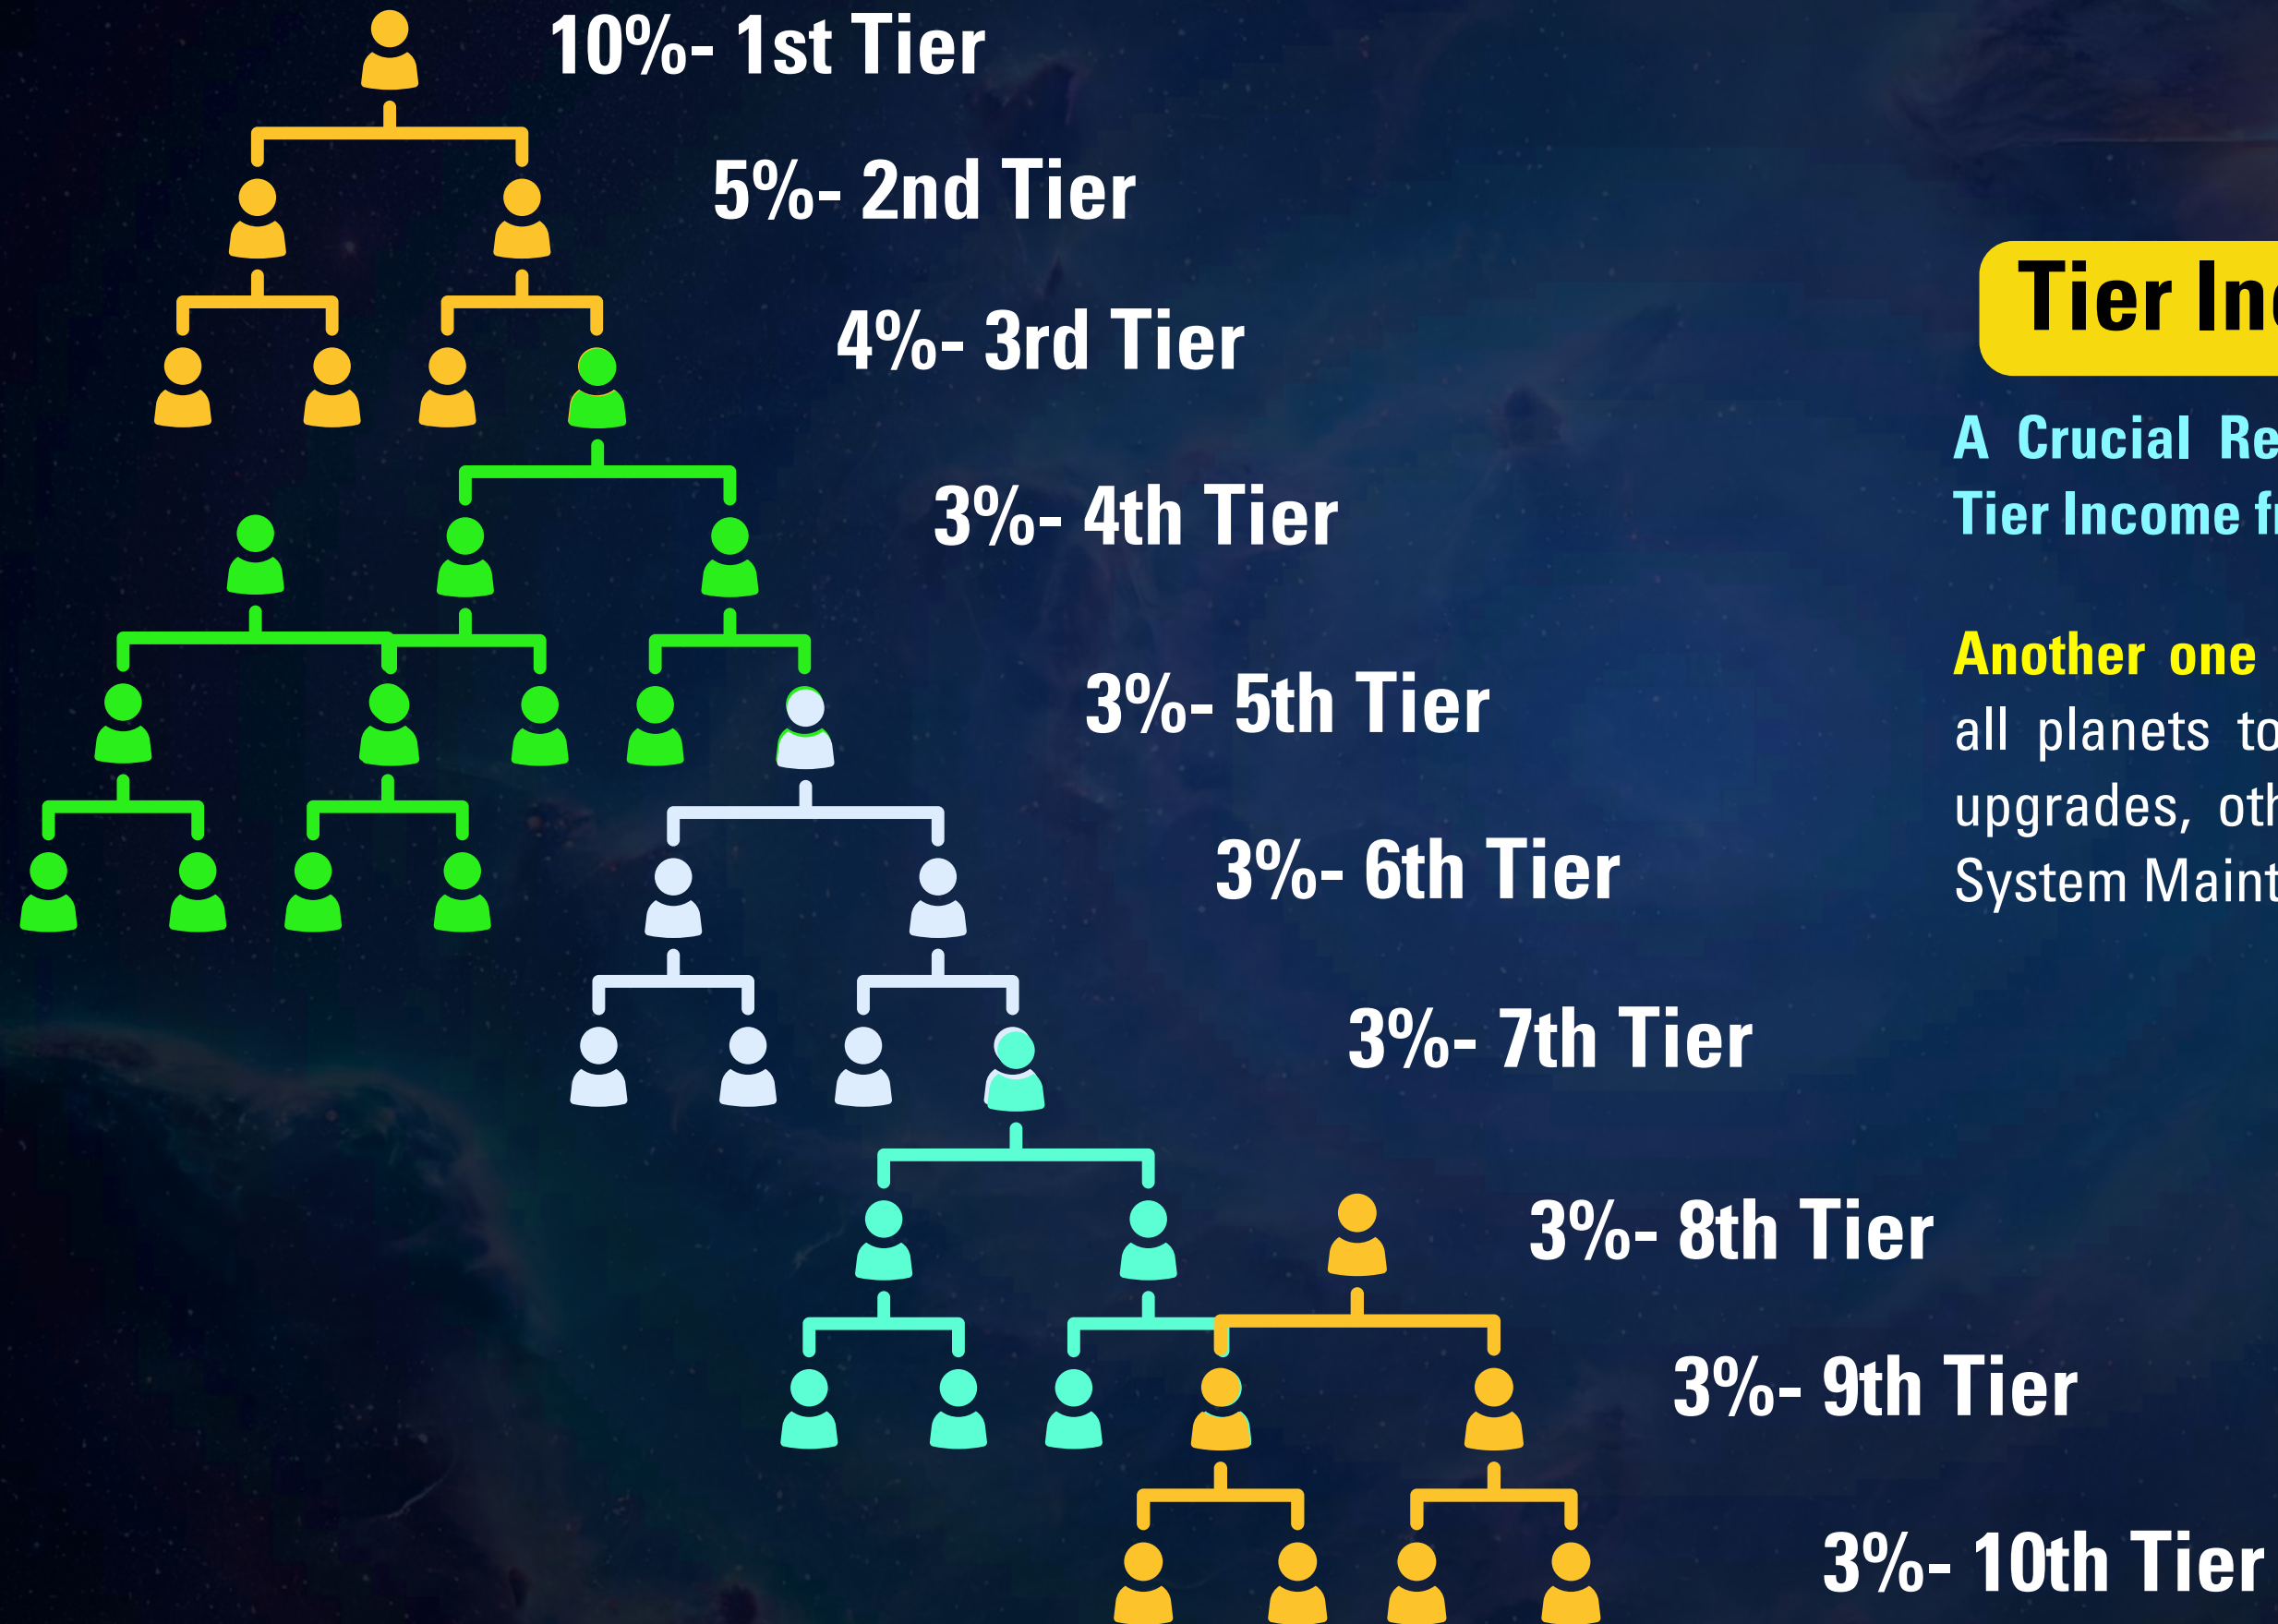 10%- 1st Tier
5%- 2nd Tier
4%- 3rd Tier
3%- 4th Tier
3%- 5th Tier
3%- 6th Tier
3%- 7th Tier
3%- 8th Tier
3%- 9th Tier
3%- 10th Tier
Tier
A Crucial
Tier Income
Another one
all planets to
upgrades,
System